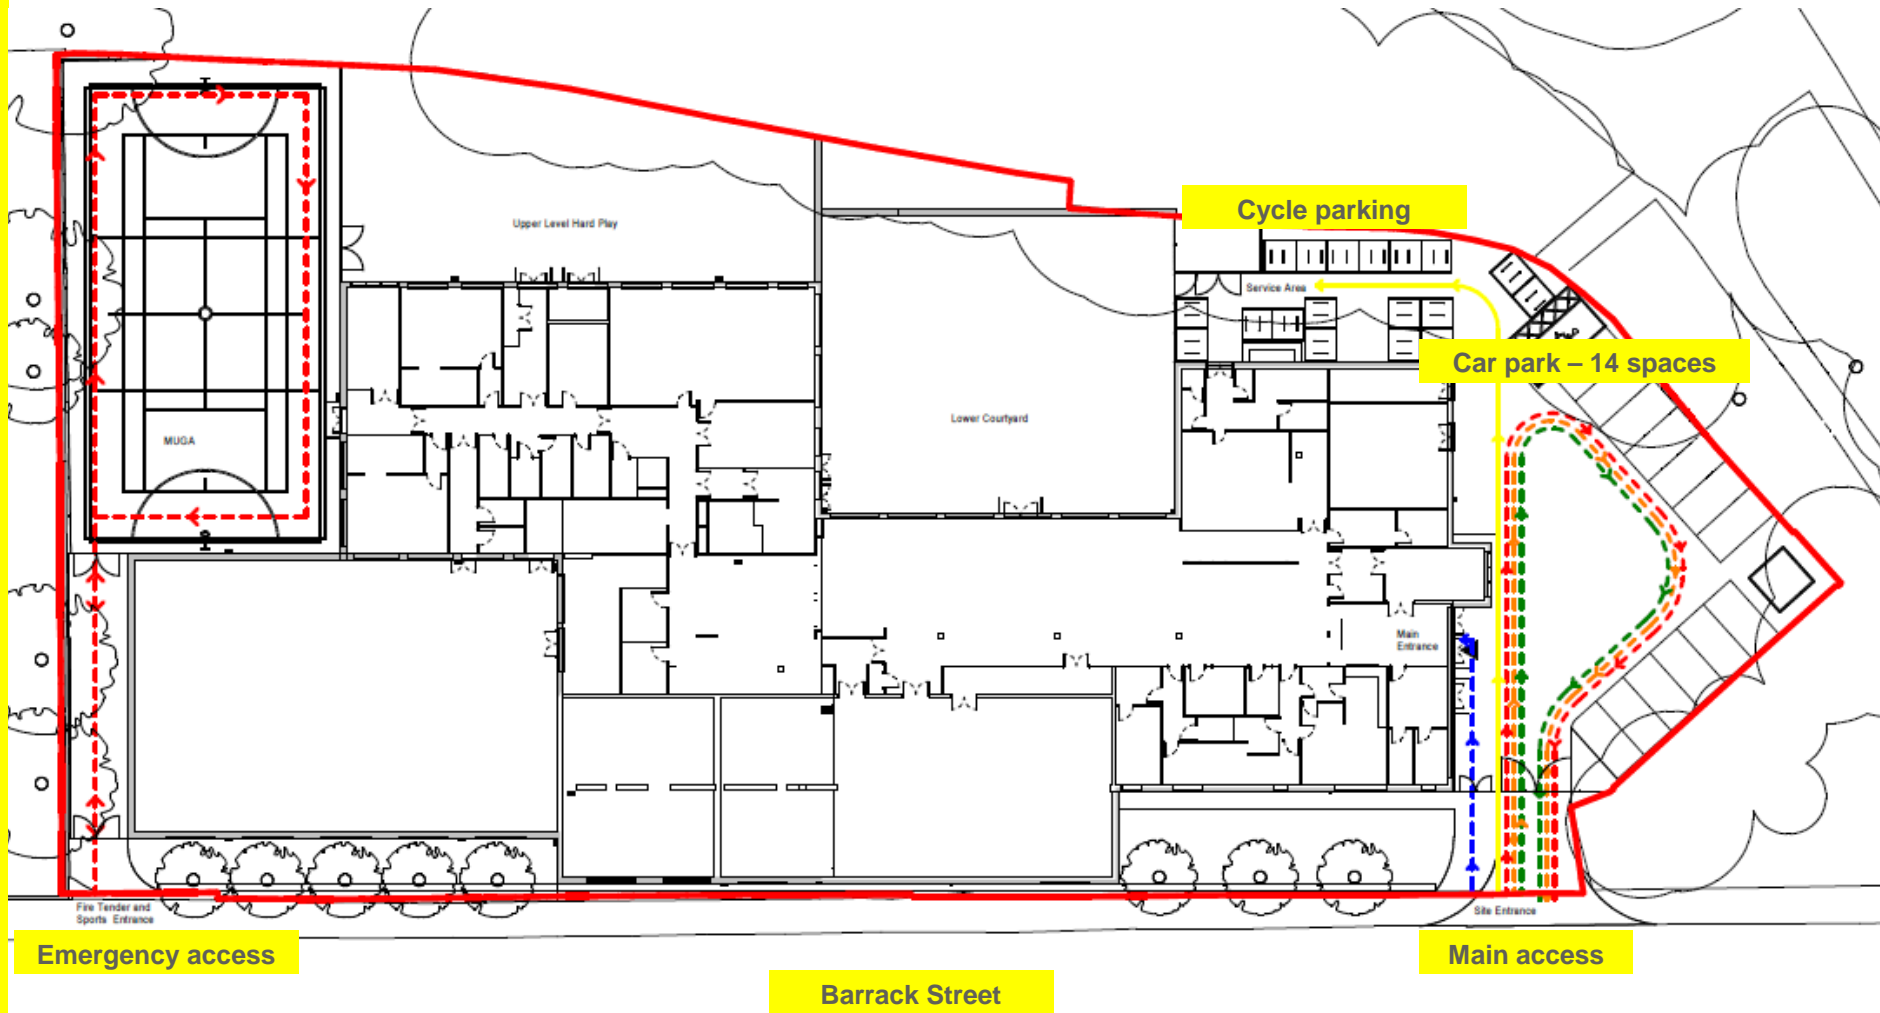 Cycle parking
Upper Level Hard Play
Service Area
Car park – 14 spaces
Lower Courtyard
MUGA
Main
Entrance
Fire Tender and
Sports Entrance
Site Entrance
Emergency access
Main access
Barrack Street